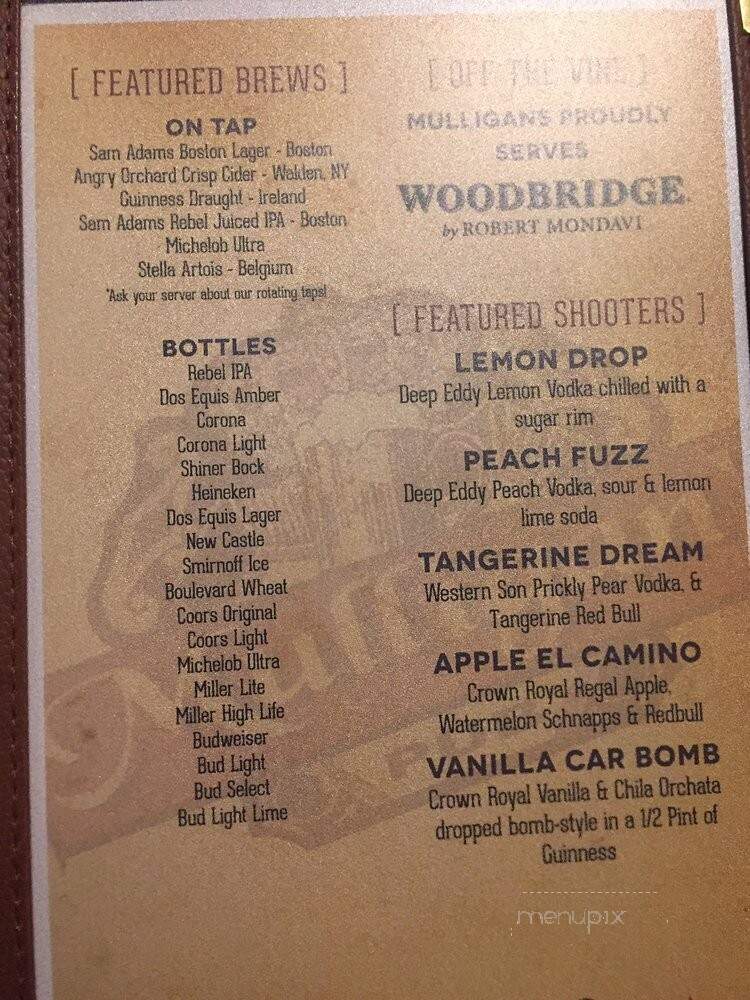 [ FEATURED BREWS ]
ON TAP
Sam Adams Boston Lager - Boston
Angry Orchard Crisp Cider - Walden, NY
Guinness Draught - Ireland
Sam Adams Rebel Juiced IPA - Boston
Michelob Ultra
Stella Artois - Belgium
*Ask your server about our rotating taps!
BOTTLES
Rebel IPA
Dos Equis Amber
Corona
Corona Light
Shiner Bock
Heineken
Dos Equis Lager
New Castle
Smirnoff Ice
Boulevard Wheat
Coors Original
Coors Light
Michelob Ultra
Miller Lite
Miller High Life
Budweiser
Bud Light
Bud Select
Bud Light Lime
[ OFF THE VINE ]
MULLIGANS PROUDLY
SERVES
WOODBRIDGE
by ROBERT MONDAVI
[ FEATURED SHOOTERS ]
LEMON DROP
Deep Eddy Lemon Vodka chilled with a
sugar rim
PEACH FUZZ
Deep Eddy Peach Vodka, sour & lemon
lime soda
TANGERINE DREAM
Western Son Prickly Pear Vodka, &
Tangerine Red Bull
APPLE EL CAMINO
Crown Royal Regal Apple,
Watermelon Schnapps & Redbull
VANILLA CAR BOMB
Crown Royal Vanilla & Chila Orchata
dropped bomb-style in a 1/2 Pint of
Guinness
menupix